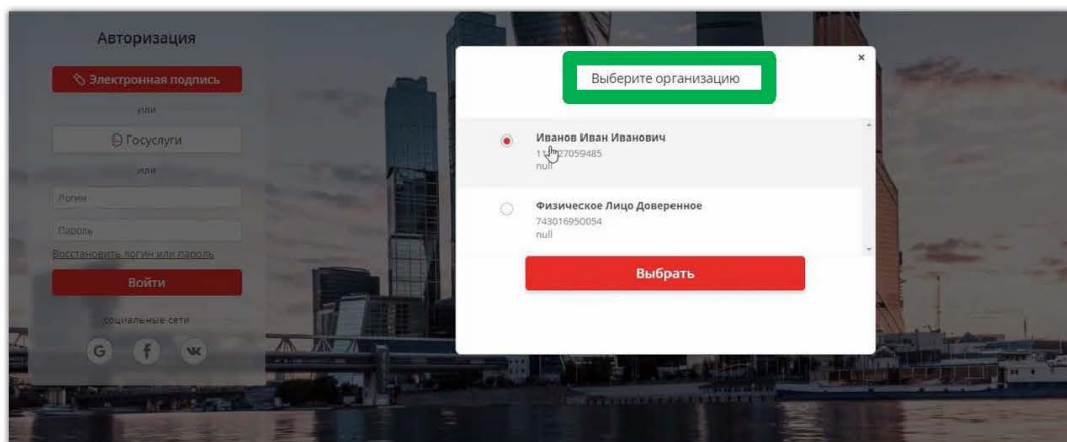 Авторизация
Электронная подпись
или
Госуслуги
или
Логин
Пароль
Восстановить логин или пароль
Войти
социальные сети
G f
Выберите организацию
Иванов Иван Иванович
null
Физическое Лицо Доверенное
743016950054
null
Выбрать